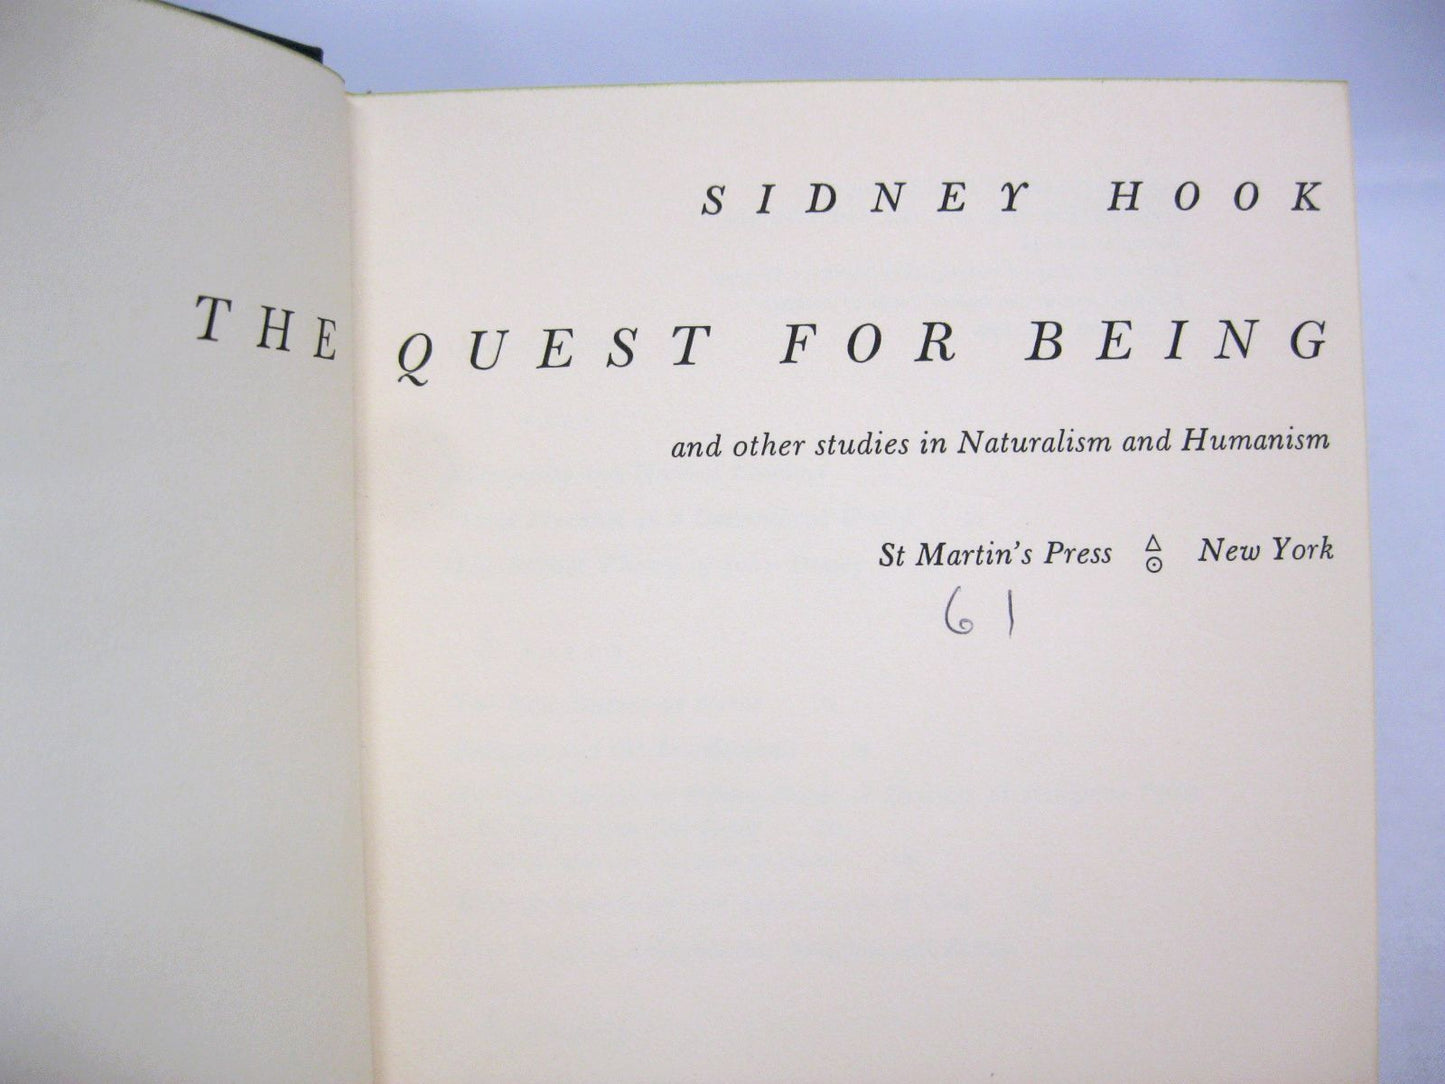 SIDNEY HOOK
THE QUEST FOR BEING
and other studies in Naturalism and Humanism
St Martin's Press New York
61